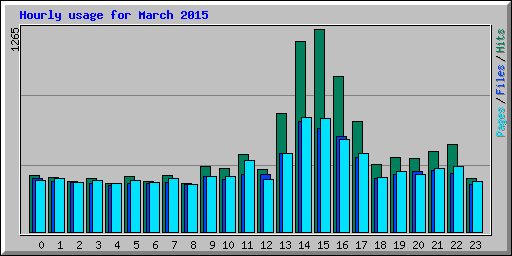 Hourly usage for March 2015
1265
Pages/Files/Hits
0 1 2 3 4 5 6 7 8 9 10 11 12 13 14 15 16 17 18 19 20 21 22 23